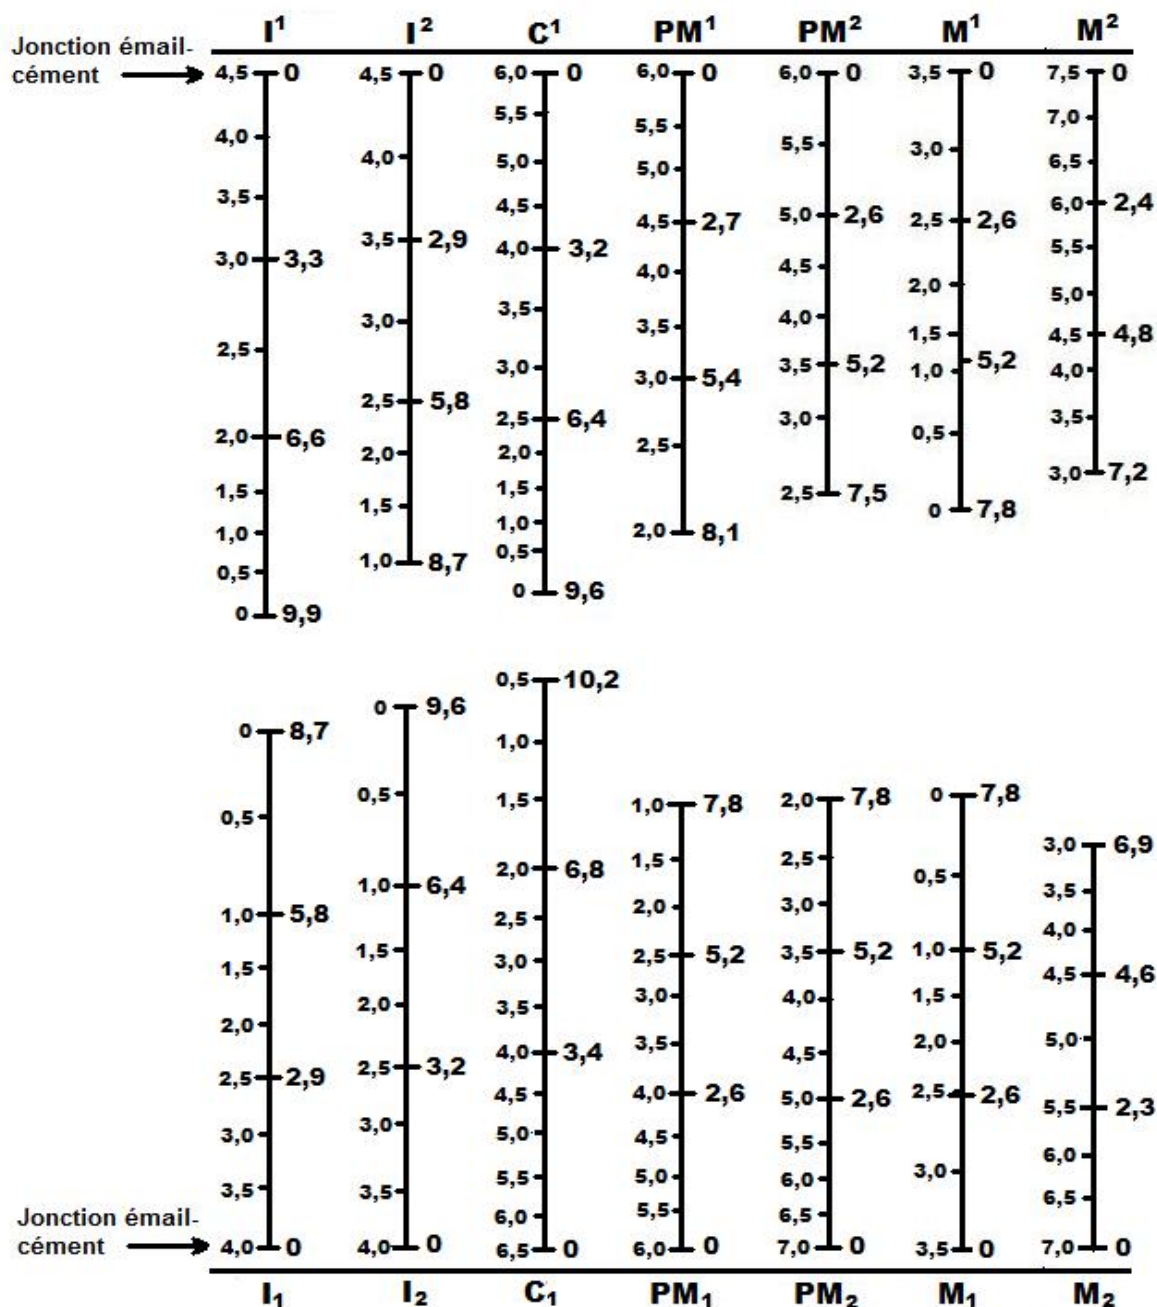 I¹ I² C¹ PM¹ PM² M¹ M²
Jonction émail-
cément
4,5 0 4,5 0 6,0 0 6,0 0 6,0 0 3,5 0 7,5 0
4,0 4,0 5,5 5,5 5,5 3,0 7,0
3,5 3,5 2,9 5,0 5,0 5,0 2,6 2,5 2,6 6,5
3,0 3,3 3,0 4,5 4,5 2,7 4,5 2,0 6,0 2,4
2,5 2,5 5,8 4,0 3,2 4,0 4,0 1,5 5,2 5,5
2,0 6,6 2,0 3,5 3,5 3,5 5,2 1,0 5,0
1,5 1,5 3,0 3,0 5,4 3,0 0,5 4,5 4,8
1,0 1,0 8,7 2,5 6,4 2,5 2,5 7,5 0 7,8 4,0
0,5 2,0 2,0 8,1 3,5
0 9,9 1,5 3,0 7,2
1,0
0,5
0 9,6
0 8,7 0 9,6 0,5 10,2 1,0 7,8 2,0 7,8 0 7,8 3,0 6,9
0,5 0,5 1,0 1,5 2,5 0,5 3,5
1,0 5,8 1,0 6,4 1,5 2,0 3,0 1,0 5,2 4,0
1,5 1,5 2,0 6,8 2,5 5,2 3,5 5,2 1,5 4,5 4,6
2,0 2,0 2,5 3,0 4,0 2,0 5,0
2,5 2,9 2,5 3,2 3,0 3,5 4,5 2,5 2,6 5,5 2,3
3,0 3,0 3,5 4,0 2,6 5,0 2,6 3,0 6,0
3,5 3,5 4,0 3,4 4,5 5,5 3,5 0 6,5
4,0 0 4,0 0 4,5 5,0 6,0 7,0 0
5,0 5,5 6,5
5,5 6,0 0 7,0 0
6,0
6,5 0
Jonction émail-
cément
I₁ I₂ C₁ PM₁ PM₂ M₁ M₂